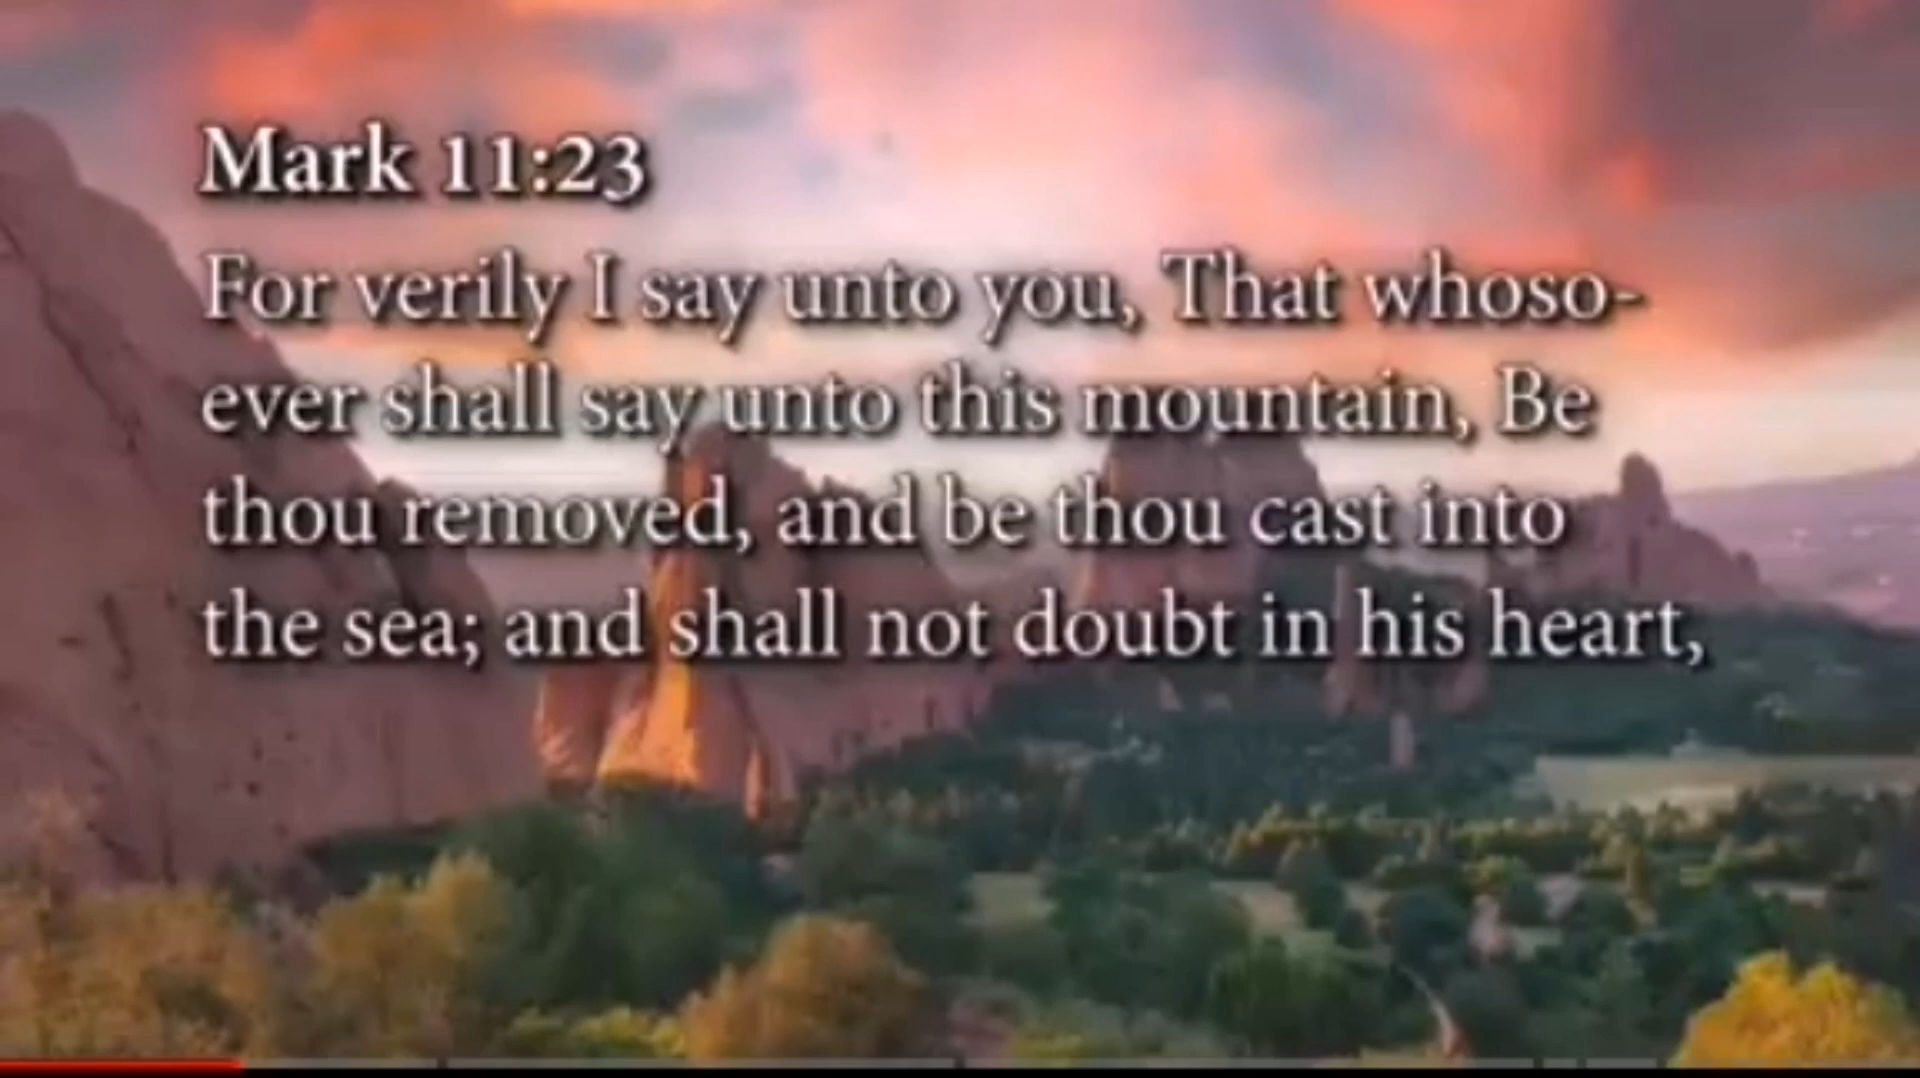 Mark 11:23
For verily I say unto you, That whoso-
ever shall say unto this mountain, Be
thou removed, and be thou cast into
the sea; and shall not doubt in his heart,